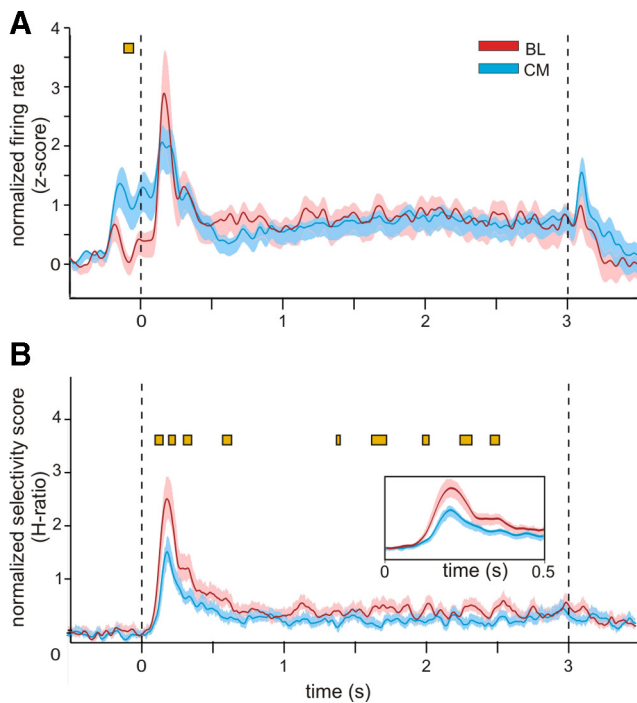 A
normalized firing rate
(z-score)
4
3
2
1
0
BL
CM
0
1
2
3
B
normalized selectivity score
(H-ratio)
4
3
2
1
0
0
time (s)
0.5
0
1
2
3
time (s)